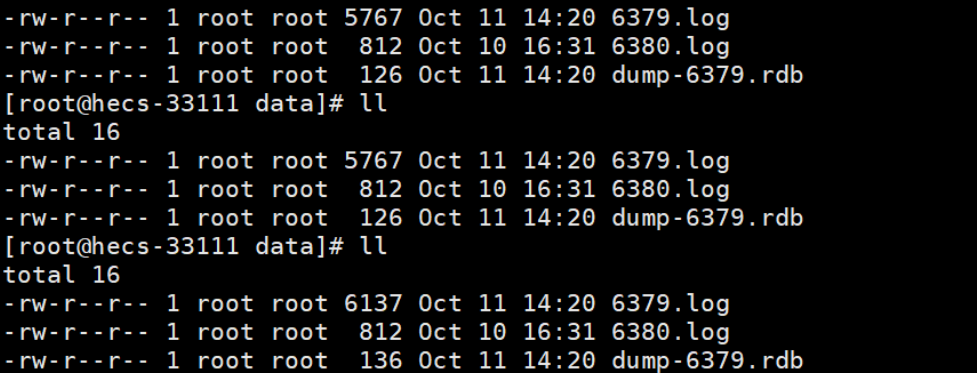 -rw-r--r-- 1 root root 5767 Oct 11 14:20 6379.log
-rw-r--r-- 1 root root  812 Oct 10 16:31 6380.log
-rw-r--r-- 1 root root  126 Oct 11 14:20 dump-6379.rdb
[root@hecs-33111 data]# ll
total 16
-rw-r--r-- 1 root root 5767 Oct 11 14:20 6379.log
-rw-r--r-- 1 root root  812 Oct 10 16:31 6380.log
-rw-r--r-- 1 root root  126 Oct 11 14:20 dump-6379.rdb
[root@hecs-33111 data]# ll
total 16
-rw-r--r-- 1 root root 6137 Oct 11 14:20 6379.log
-rw-r--r-- 1 root root  812 Oct 10 16:31 6380.log
-rw-r--r-- 1 root root  136 Oct 11 14:20 dump-6379.rdb